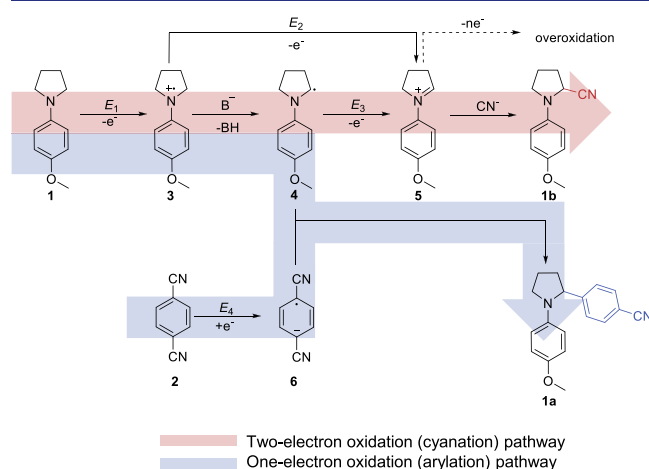 E₂
-e⁻
-ne⁻
overoxidation
N
O
1
E₁
-e⁻
+•
N
O
3
B⁻
-BH
•
N
O
4
E₃
-e⁻
+
N
O
5
CN⁻
N
CN
O
1b
CN
CN
2
E₄
+e⁻
CN
•
−
CN
6
N
CN
O
1a
Two-electron oxidation (cyanation) pathway
One-electron oxidation (arylation) pathway